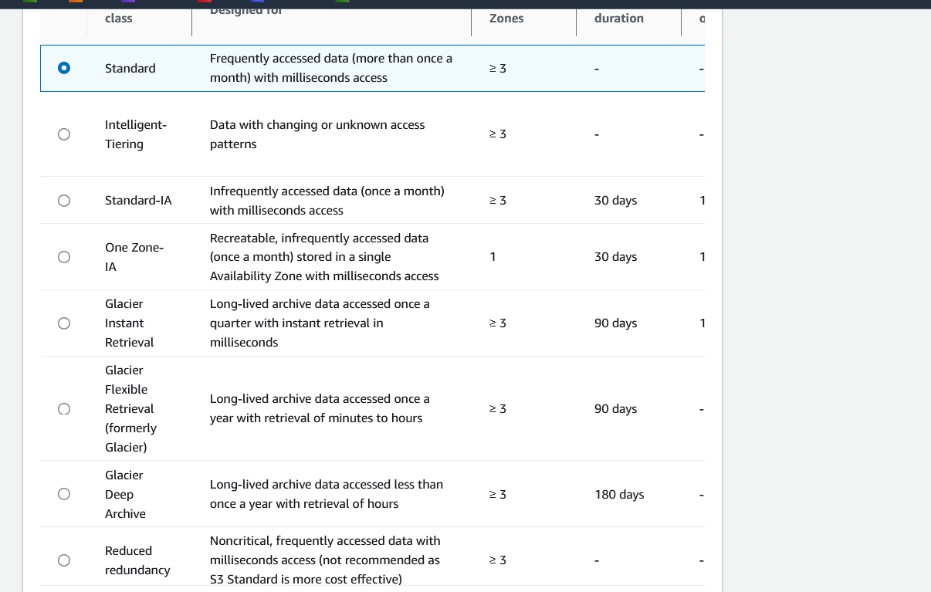 class
Designed for
Zones
duration
Standard
Frequently accessed data (more than once a
month) with milliseconds access
≥ 3
-
-
Intelligent-
Tiering
Data with changing or unknown access
patterns
≥ 3
-
-
Standard-IA
Infrequently accessed data (once a month)
with milliseconds access
≥ 3
30 days
1
One Zone-
IA
Recreatable, infrequently accessed data
(once a month) stored in a single
Availability Zone with milliseconds access
1
30 days
1
Glacier
Instant
Retrieval
Long-lived archive data accessed once a
quarter with instant retrieval in
milliseconds
≥ 3
90 days
1
Glacier
Flexible
Retrieval
(formerly
Glacier)
Long-lived archive data accessed once a
year with retrieval of minutes to hours
≥ 3
90 days
-
Glacier
Deep
Archive
Long-lived archive data accessed less than
once a year with retrieval of hours
≥ 3
180 days
-
Reduced
redundancy
Noncritical, frequently accessed data with
milliseconds access (not recommended as
S3 Standard is more cost effective)
≥ 3
-
-